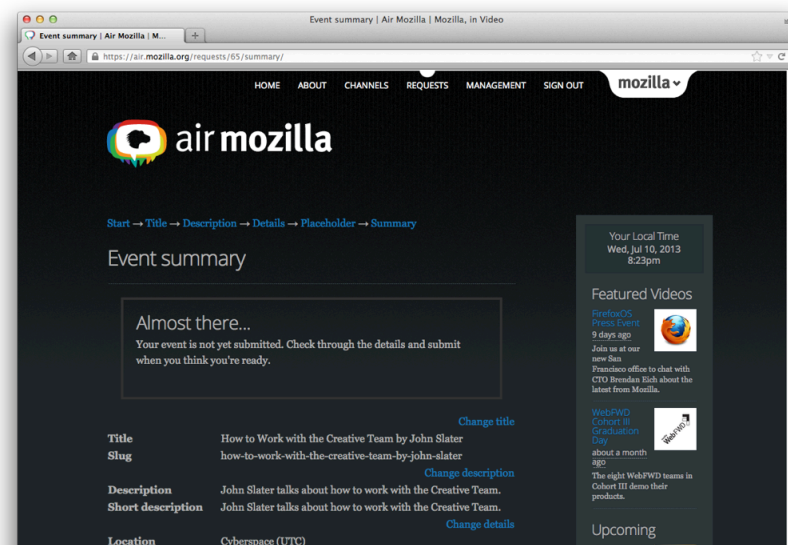 Event summary | Air Mozilla | Mozilla, in Video
Event summary | Air Mozilla | M...
https://air.mozilla.org/requests/65/summary/
HOME ABOUT CHANNELS REQUESTS MANAGEMENT SIGN OUT mozilla
air mozilla
Start → Title → Description → Details → Placeholder → Summary
Event summary
Almost there...
Your event is not yet submitted. Check through the details and submit
when you think you're ready.
Change title
Title How to Work with the Creative Team by John Slater
Slug how-to-work-with-the-creative-team-by-john-slater
Change description
Description John Slater talks about how to work with the Creative Team.
Short description John Slater talks about how to work with the Creative Team.
Change details
Location Cyberspace (UTC)
Your Local Time
Wed, Jul 10, 2013
8:23pm
Featured Videos
FirefoxOS
Press Event
9 days ago
Join us at our
new San
Francisco office to chat with
CTO Brendan Eich about the
latest from Mozilla.
WebFWD
Cohort III
Graduation
Day
WebFWD
about a month
ago
The eight WebFWD teams in
Cohort III demo their
products.
Upcoming